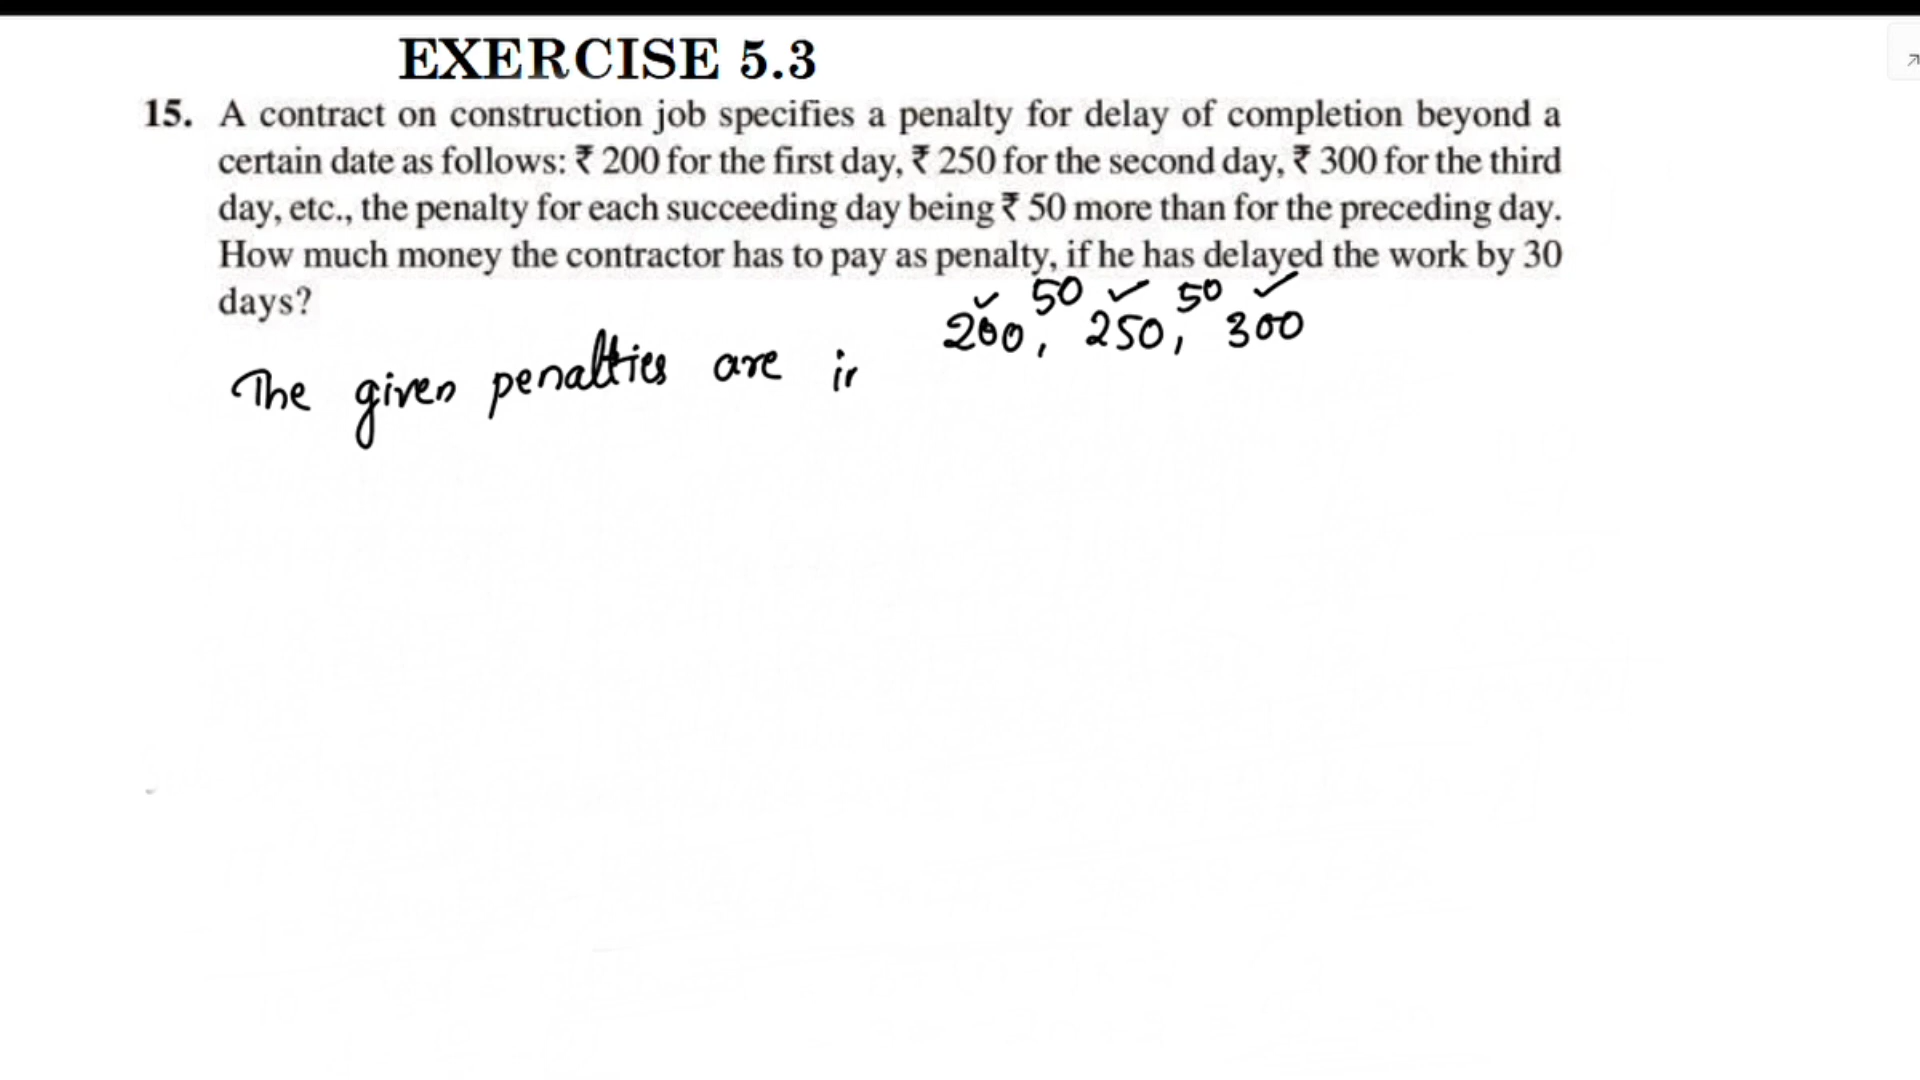 EXERCISE 5.3
15. A contract on construction job specifies a penalty for delay of completion beyond a
certain date as follows: ₹ 200 for the first day, ₹ 250 for the second day, ₹ 300 for the third
day, etc., the penalty for each succeeding day being ₹ 50 more than for the preceding day.
How much money the contractor has to pay as penalty, if he has delayed the work by 30
days?
50 50
200, 250, 300
The given penalties are in